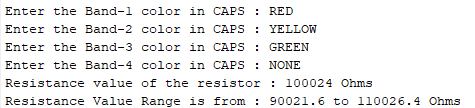 Enter the Band-1 color in CAPS : RED
Enter the Band-2 color in CAPS : YELLOW
Enter the Band-3 color in CAPS : GREEN
Enter the Band-4 color in CAPS : NONE
Resistance value of the resistor : 100024 Ohms
Resistance Value Range is from : 90021.6 to 110026.4 Ohms